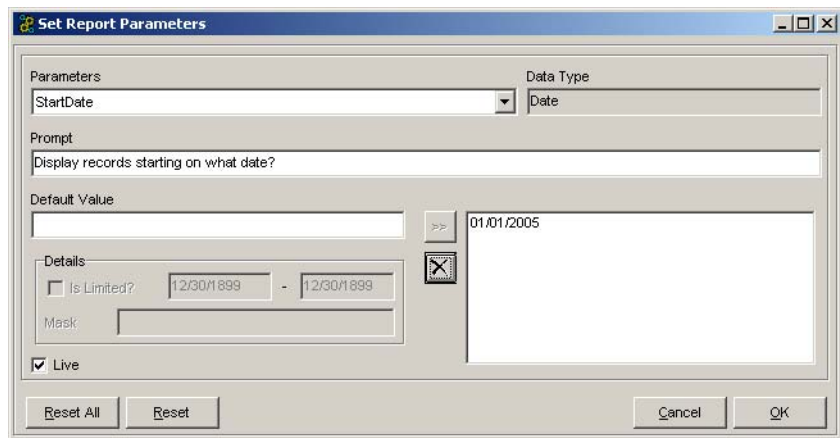 Set Report Parameters
Parameters
Data Type
StartDate
Date
Prompt
Display records starting on what date?
Default Value
>>
01/01/2005
Details
Is Limited?
12/30/1899 - 12/30/1899
Mask
Live
Reset All
Reset
Cancel
OK